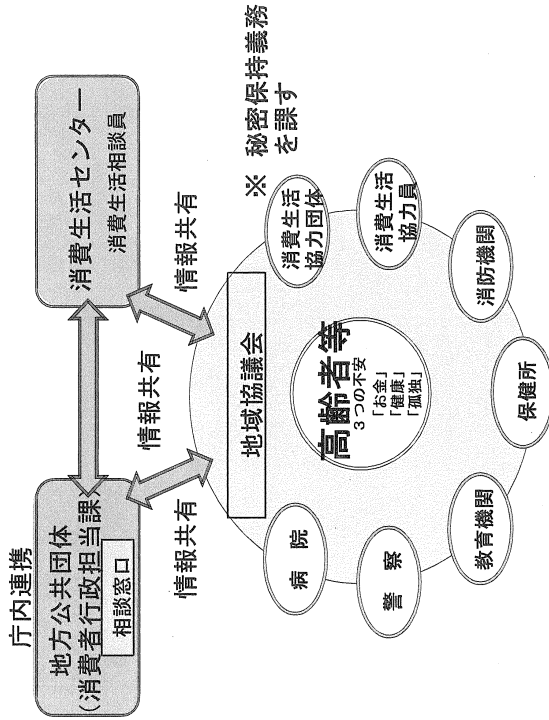 庁内連携
地方公共団体
（消費者行政担当課）
相談窓口
消費生活センター
消費生活相談員
情報共有
情報共有
情報共有
※ 秘密保持義務
を課す
地域協議会
高齢者等
3つの不安
「お金」
「健康」
「孤独」
病 院
警 察
教育機関
保健所
消防機関
消費生活
協力員
消費生活
協力団体